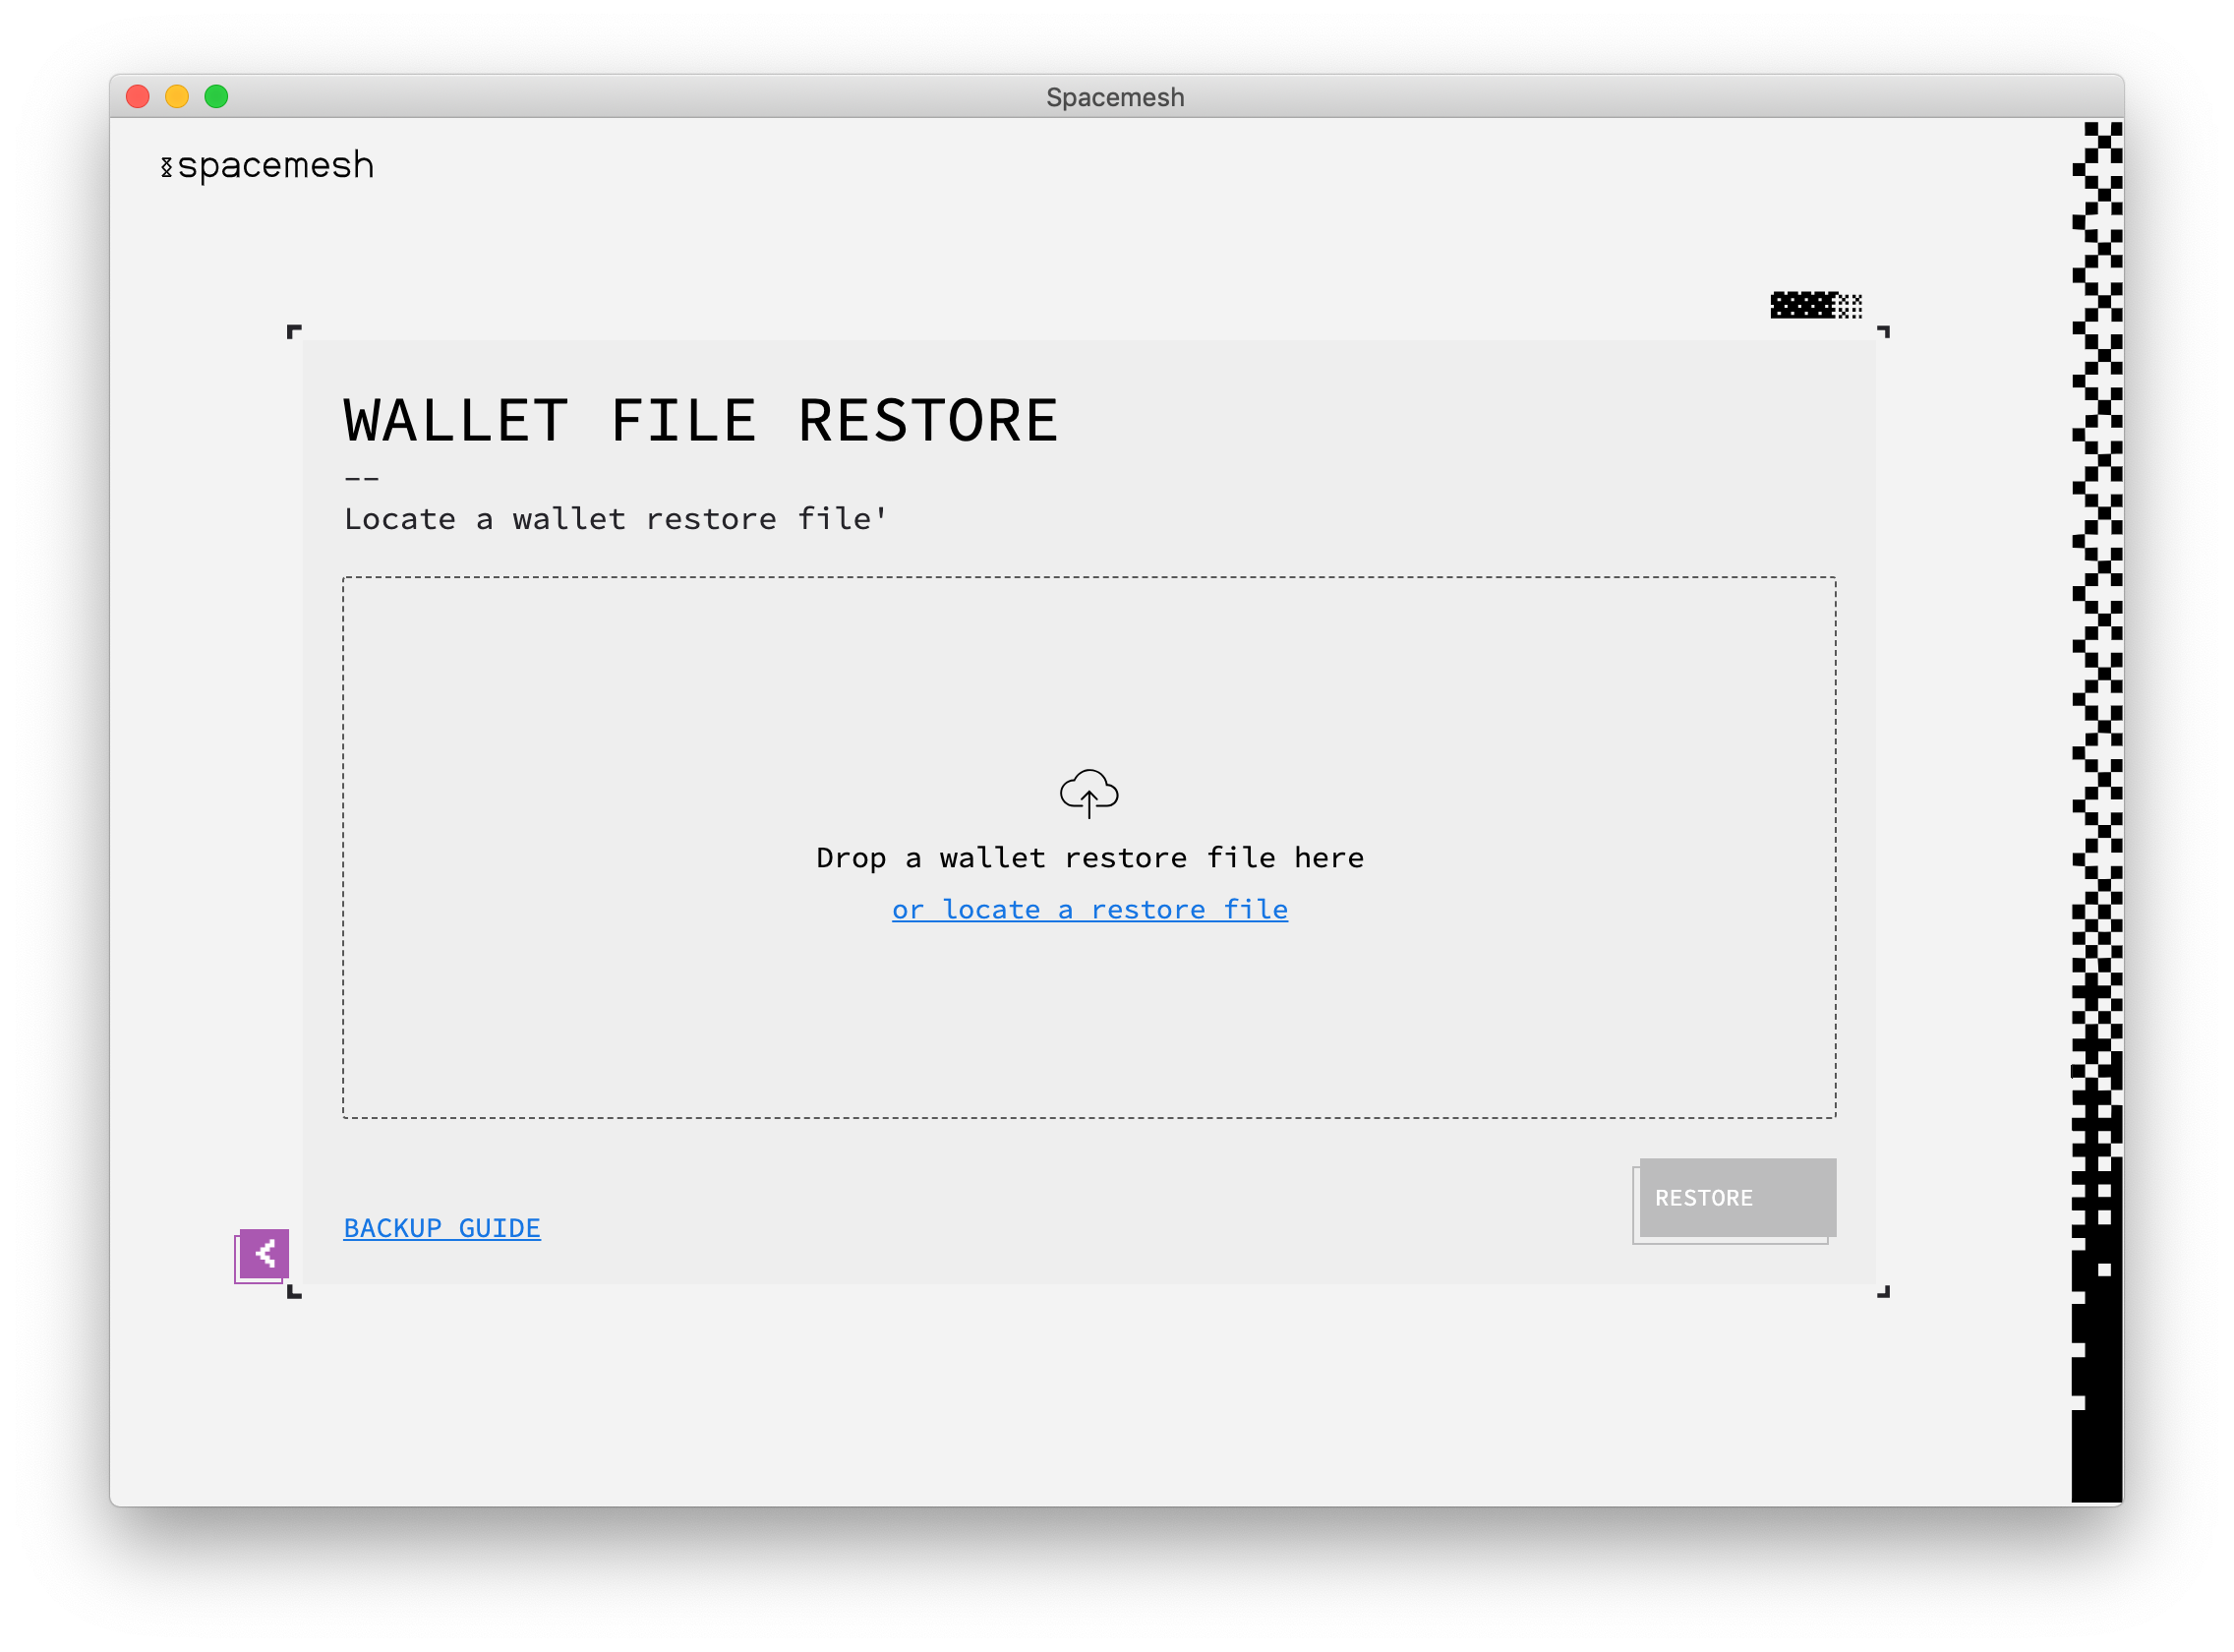 Spacemesh
spacemesh
WALLET FILE RESTORE
--
Locate a wallet restore file'
Drop a wallet restore file here
or locate a restore file
RESTORE
BACKUP GUIDE